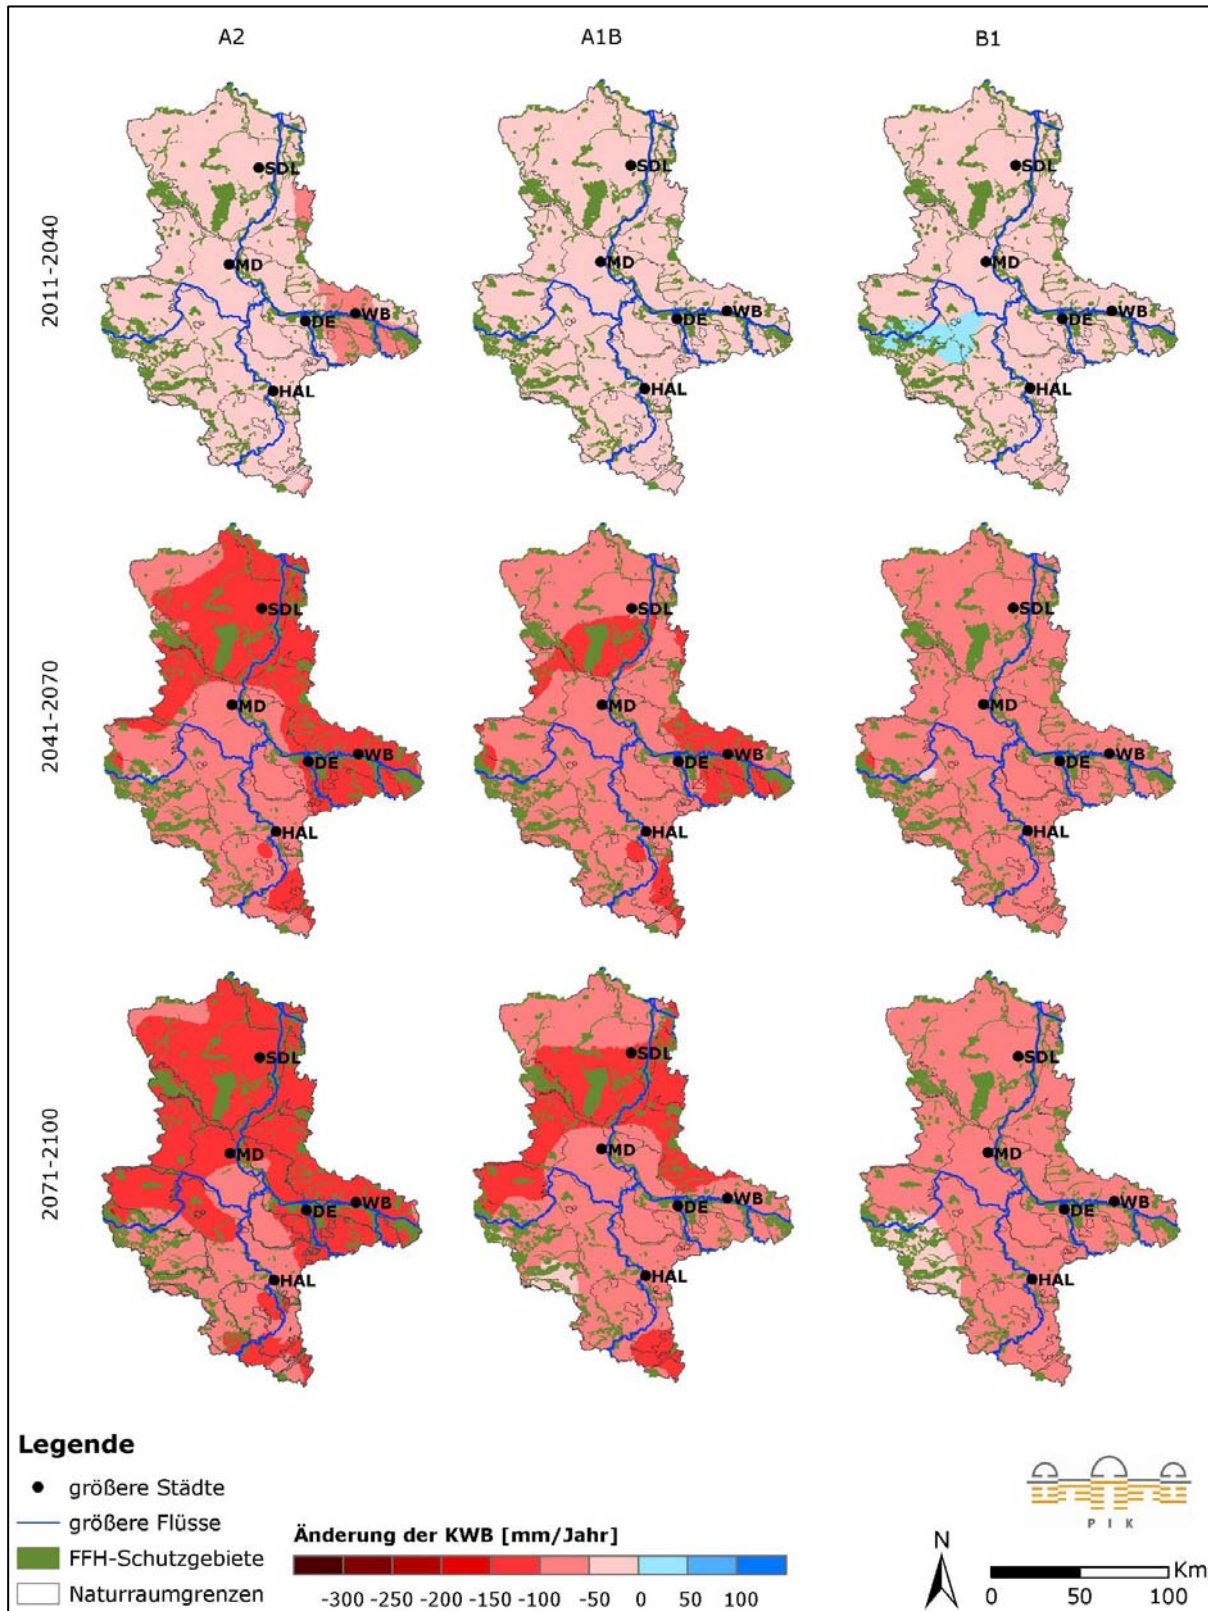 A2 A1B B1
2011-2040
SDL SDL SDL
MD MD MD
DE WB DE WB DE WB
HAL HAL HAL
2041-2070
SDL SDL SDL
MD MD MD
DE WB DE WB DE WB
HAL HAL HAL
2071-2100
SDL SDL SDL
MD MD MD
DE WB DE WB DE WB
HAL HAL HAL
Legende
größere Städte
größere Flüsse
FFH-Schutzgebiete
Naturraumgrenzen
Änderung der KWB [mm/Jahr]
-300 -250 -200 -150 -100 -50 0 50 100
P I K
N
Km
0 50 100